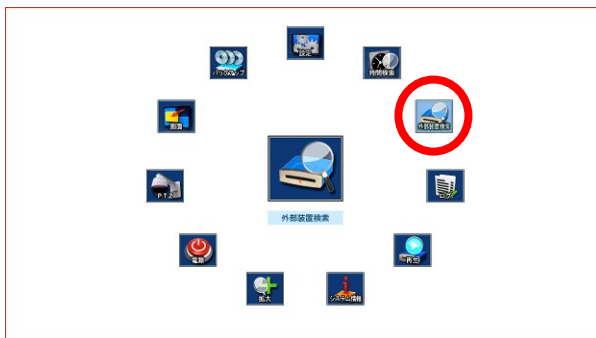 設定
バックアップ
時間検索
画面
外部装置検索
P.T.Z
ログ
外部装置検索
電源
再生
拡大
システム情報